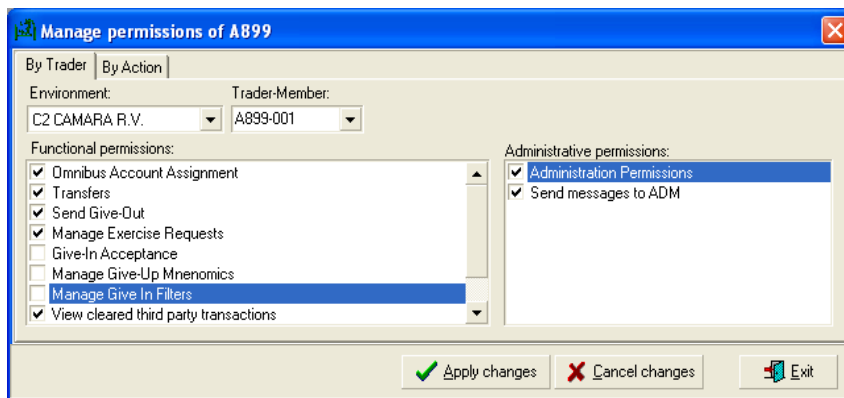 Manage permissions of A899
By Trader
By Action
Environment:
Trader-Member:
C2 CAMARA R.V.
A899-001
Functional permissions:
Omnibus Account Assignment
Transfers
Send Give-Out
Manage Exercise Requests
Give-In Acceptance
Manage Give-Up Mnenomics
Manage Give In Filters
View cleared third party transactions
Administrative permissions:
Administration Permissions
Send messages to ADM
Apply changes
Cancel changes
Exit